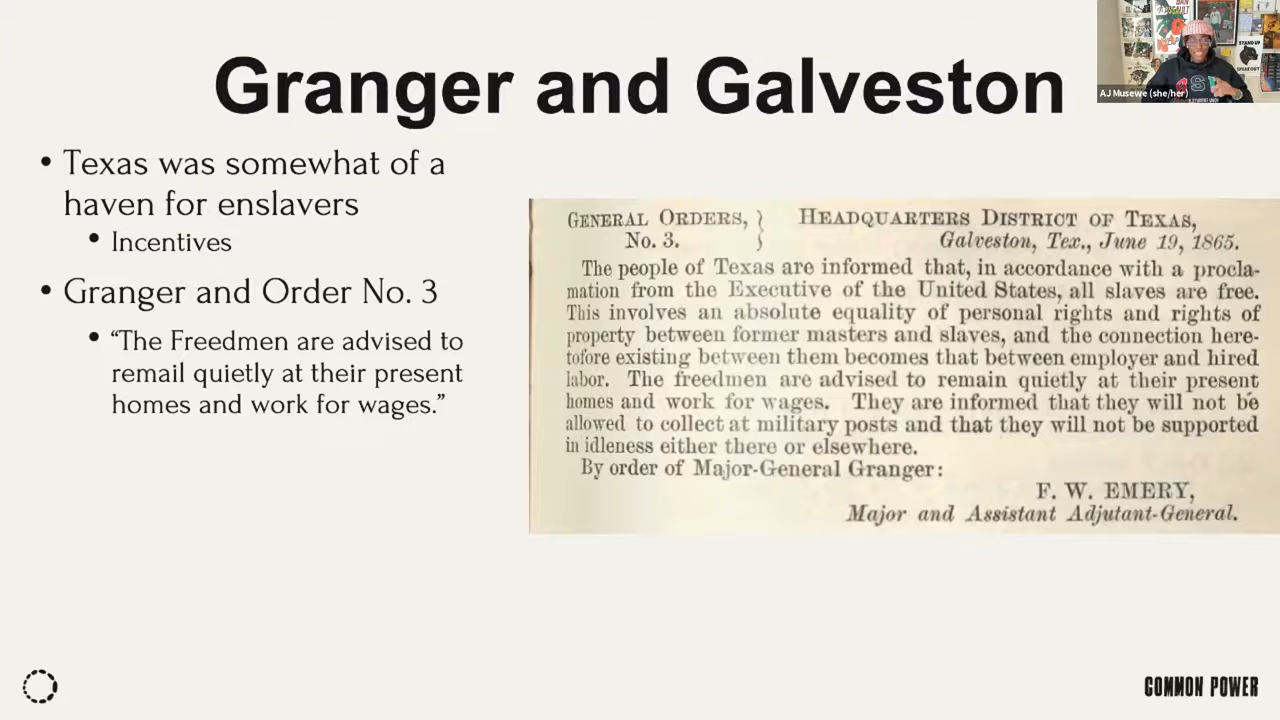 Granger and Galveston
• Texas was somewhat of a
haven for enslavers
• Incentives
• Granger and Order No. 3
• “The Freedmen are advised to
remail quietly at their present
homes and work for wages.”
GENERAL ORDERS, } HEADQUARTERS DISTRICT OF TEXAS,
No. 3. } Galveston, Tex., June 19, 1865.
The people of Texas are informed that, in accordance with a procla-
mation from the Executive of the United States, all slaves are free.
This involves an absolute equality of personal rights and rights of
property between former masters and slaves, and the connection here-
tofore existing between them becomes that between employer and hired
labor. The freedmen are advised to remain quietly at their present
homes and work for wages. They are informed that they will not be
allowed to collect at military posts and that they will not be supported
in idleness either there or elsewhere.
By order of Major-General Granger:
F. W. EMERY,
Major and Assistant Adjutant-General.
AJ Musewe (she/her)
STAND UP
SPEAK OUT
COMMON POWER